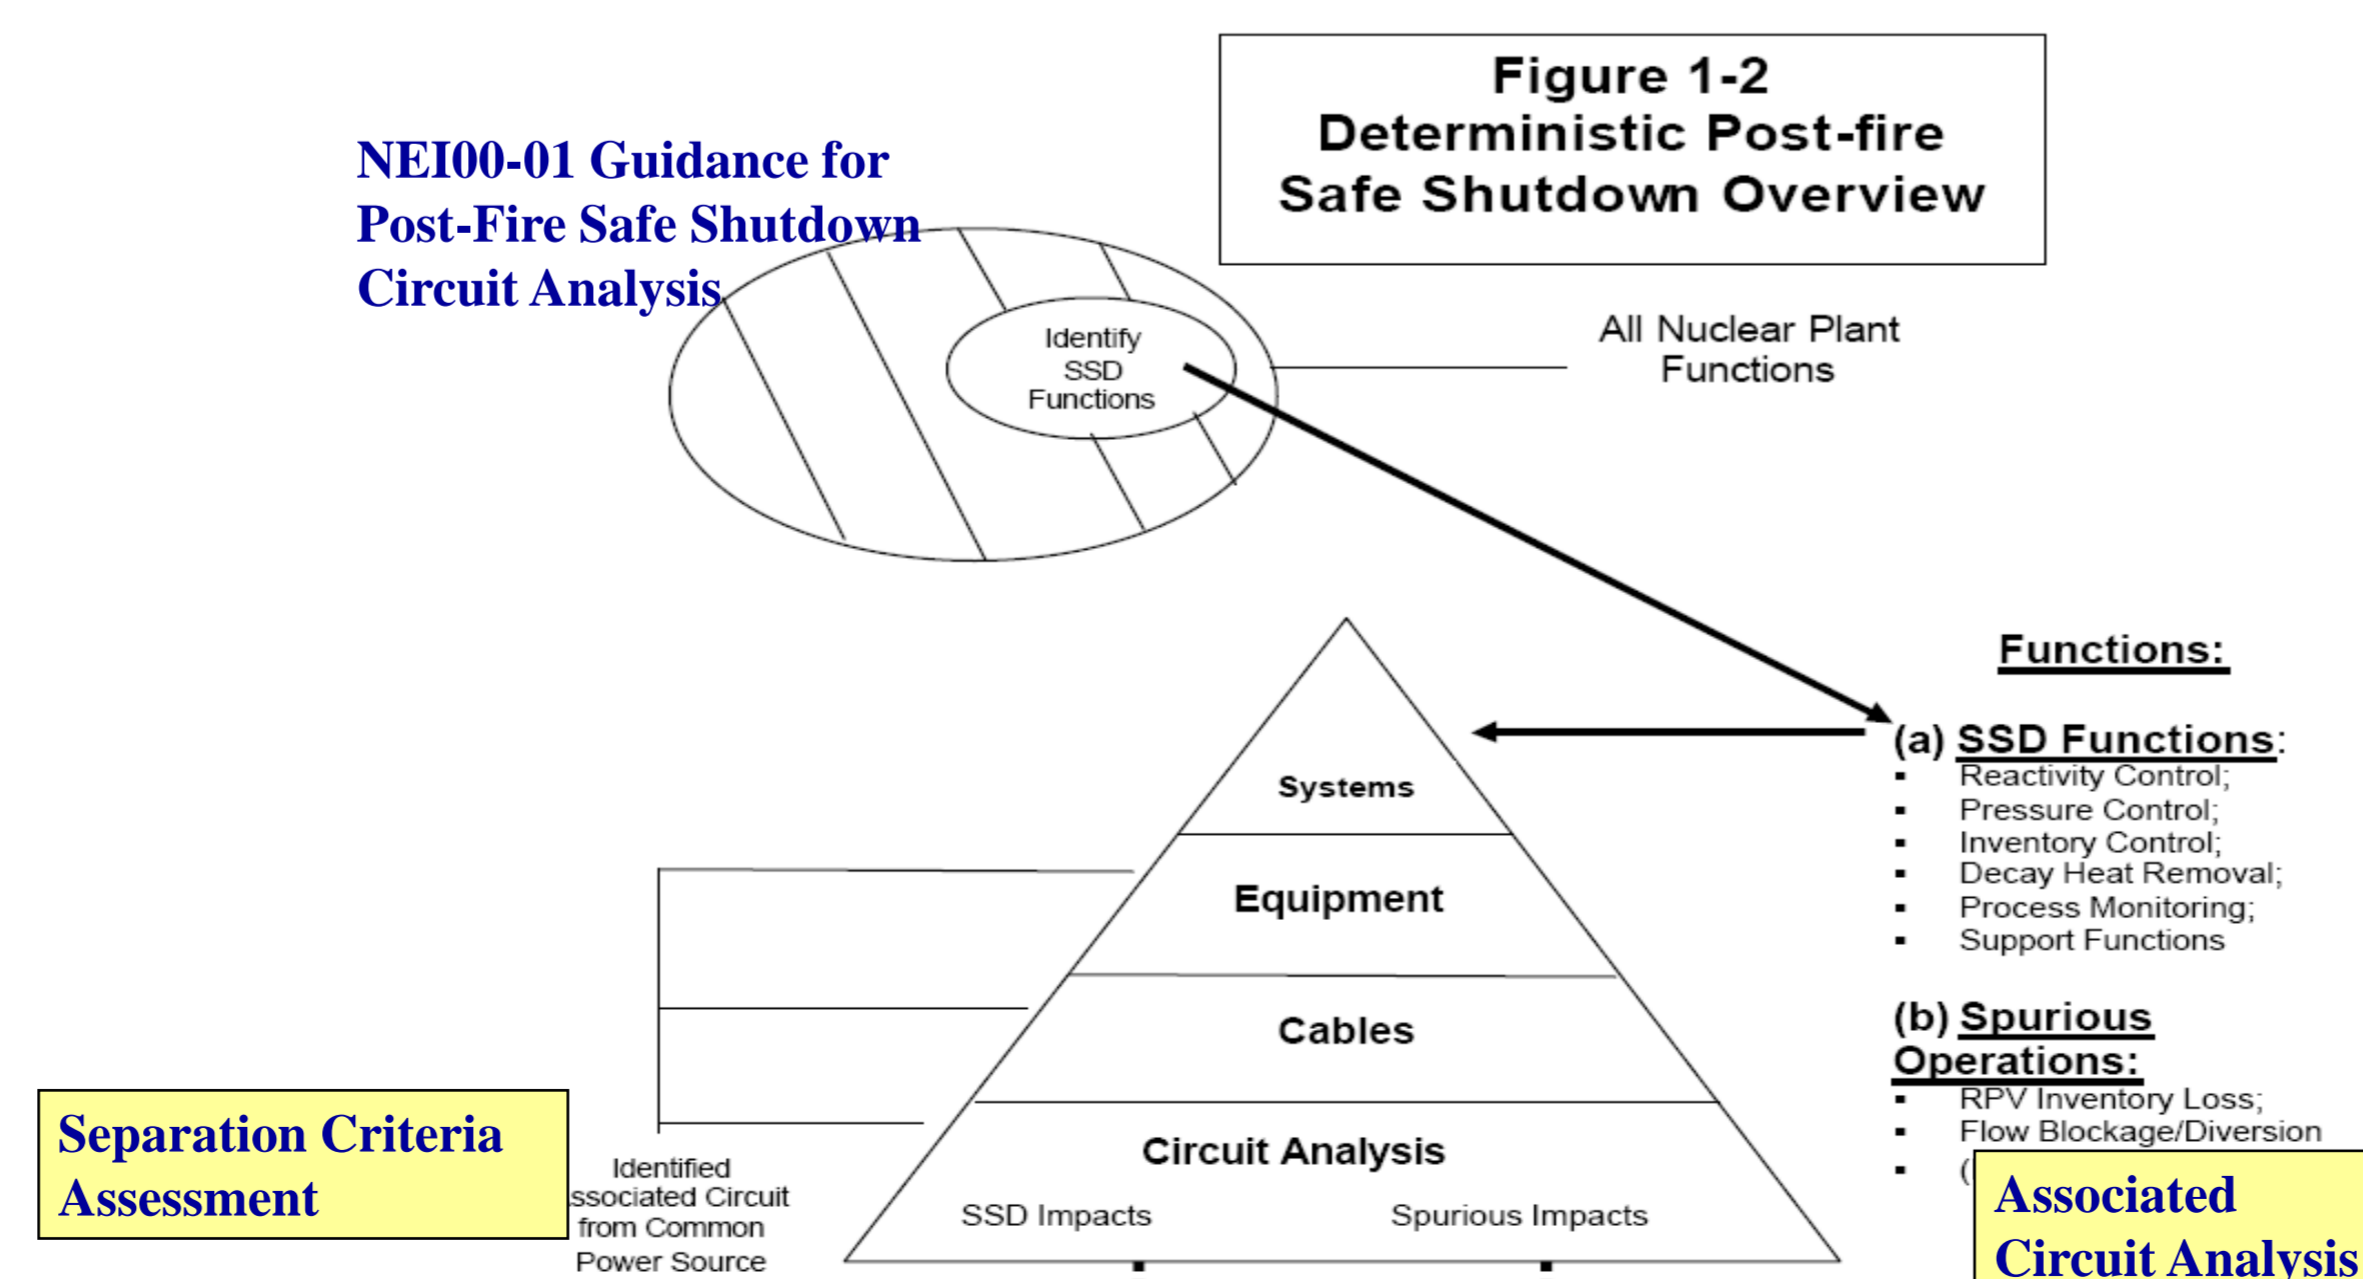 NEI00-01 Guidance for
Post-Fire Safe Shutdown
Circuit Analysis
Figure 1-2
Deterministic Post-fire
Safe Shutdown Overview
Identify
SSD
Functions
All Nuclear Plant
Functions
Functions:
(a) SSD Functions:
▪ Reactivity Control;
▪ Pressure Control;
▪ Inventory Control;
▪ Decay Heat Removal;
▪ Process Monitoring;
▪ Support Functions
(b) Spurious
Operations:
▪ RPV Inventory Loss;
▪ Flow Blockage/Diversion
▪ (
Systems
Equipment
Cables
Circuit Analysis
SSD Impacts Spurious Impacts
Separation Criteria
Assessment
Identified
ssociated Circuit
from Common
Power Source
Associated
Circuit Analysis